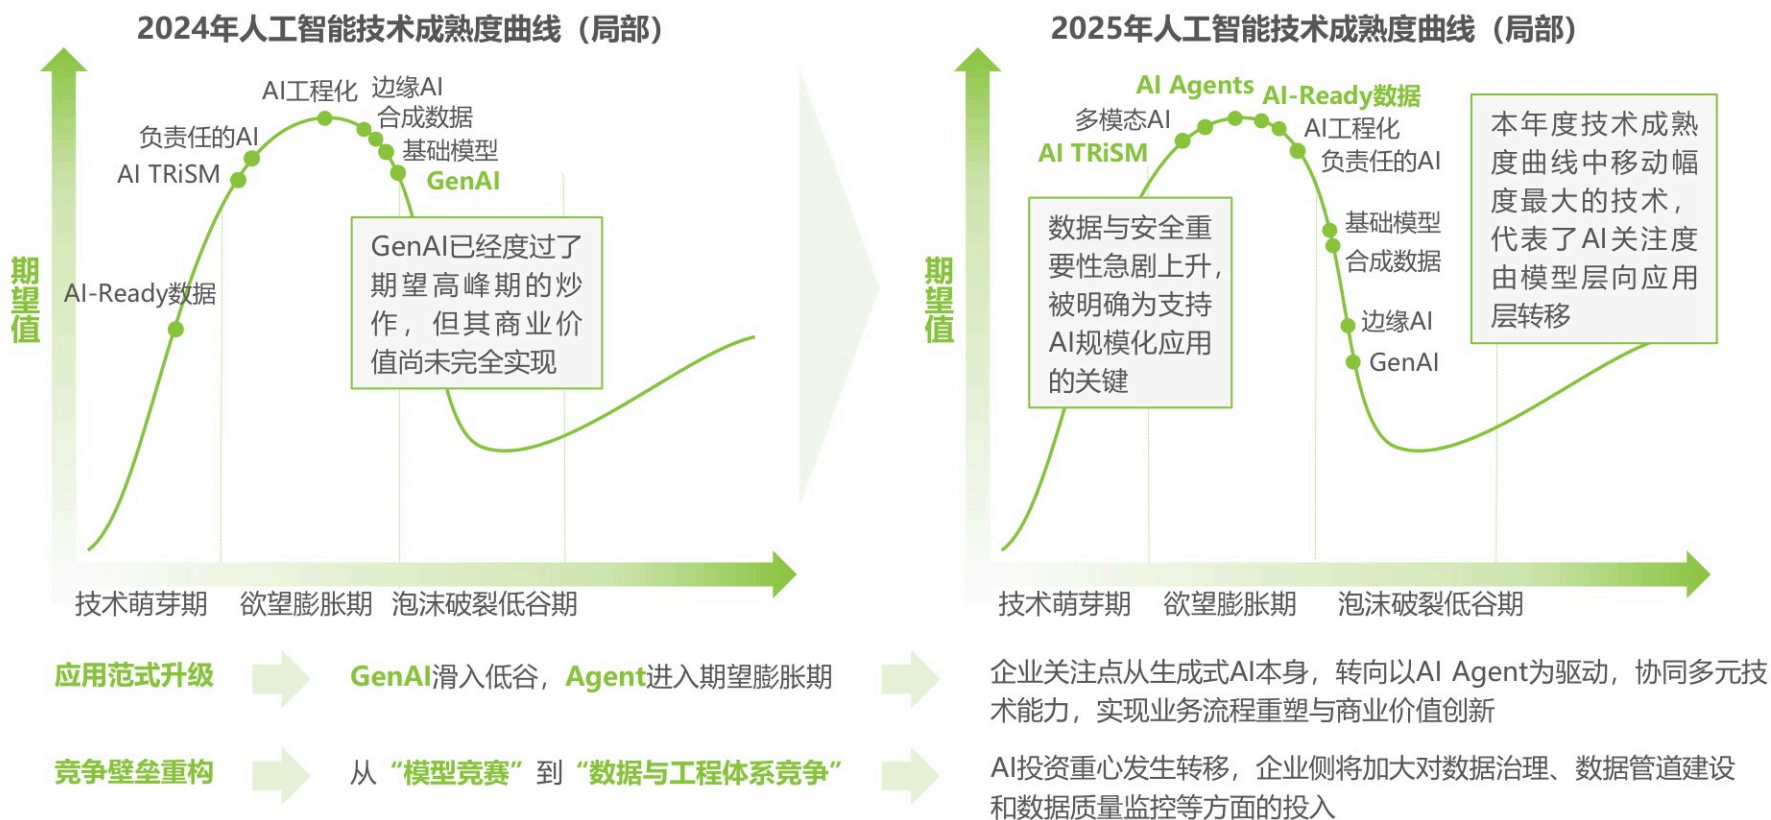 2024年人工智能技术成熟度曲线（局部）
期望值
AI工程化
边缘AI
合成数据
负责任的AI
基础模型
AI TRiSM
GenAI
AI-Ready数据
GenAI已经度过了
期望高峰期的炒
作，但其商业价
值尚未完全实现
技术萌芽期
欲望膨胀期
泡沫破裂低谷期
2025年人工智能技术成熟度曲线（局部）
期望值
AI Agents
AI-Ready数据
多模态AI
AI工程化
AI TRiSM
负责任的AI
基础模型
合成数据
边缘AI
GenAI
数据与安全重
要性急剧上升，
被明确为支持
AI规模化应用
的关键
本年度技术成熟
度曲线中移动幅
度最大的技术，
代表了AI关注度
由模型层向应用
层转移
技术萌芽期
欲望膨胀期
泡沫破裂低谷期
应用范式升级
GenAI滑入低谷，Agent进入期望膨胀期
企业关注点从生成式AI本身，转向以AI Agent为驱动，协同多元技
术能力，实现业务流程重塑与商业价值创新
竞争壁垒重构
从“模型竞赛”到“数据与工程体系竞争”
AI投资重心发生转移，企业侧将加大对数据治理、数据管道建设
和数据质量监控等方面的投入